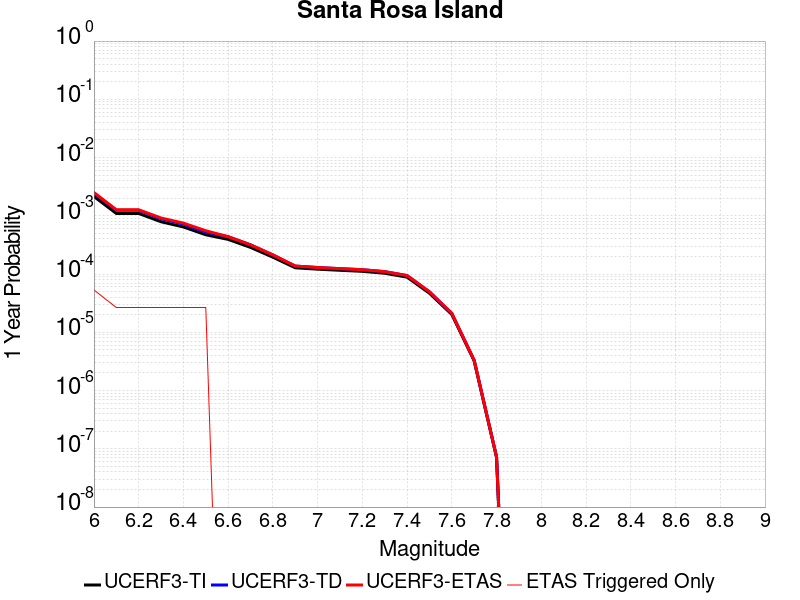 Santa Rosa Island
10^0
10^-1
10^-2
10^-3
10^-4
10^-5
10^-6
10^-7
10^-8
1 Year Probability
6 6.2 6.4 6.6 6.8 7 7.2 7.4 7.6 7.8 8 8.2 8.4 8.6 8.8 9
Magnitude
UCERF3-TI UCERF3-TD UCERF3-ETAS ETAS Triggered Only